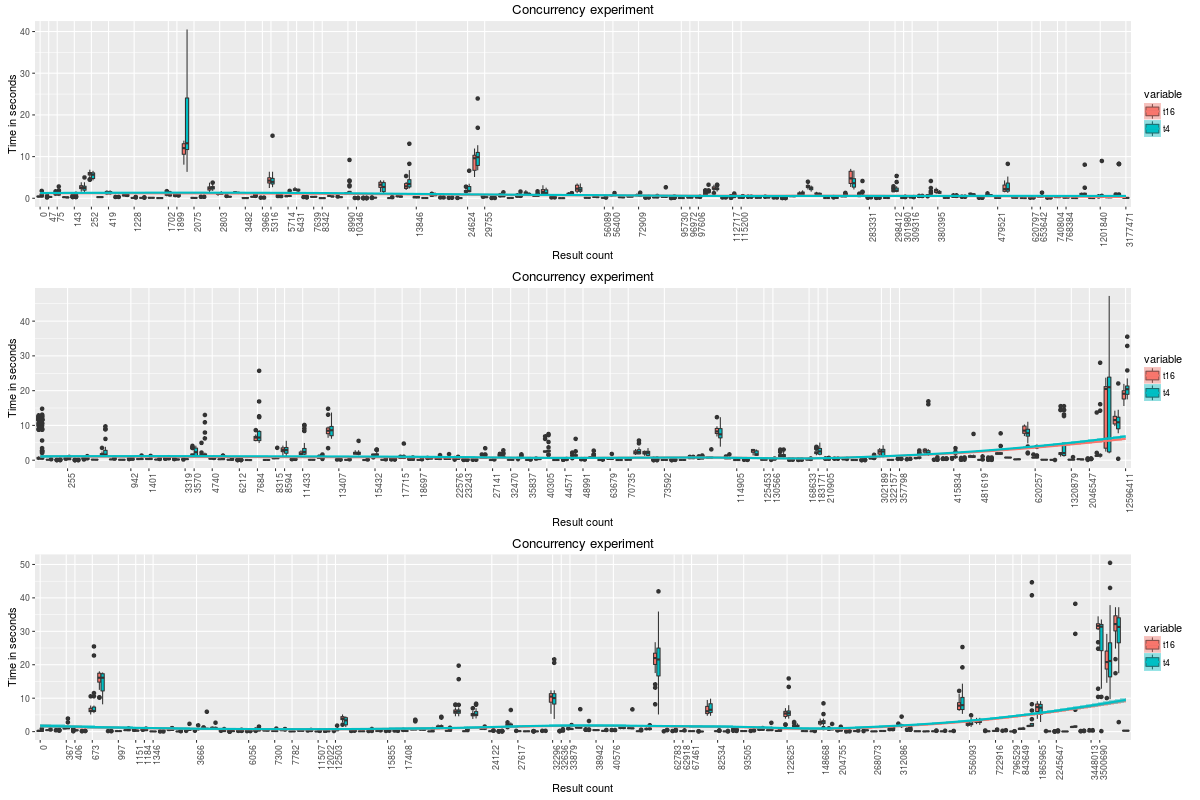 Concurrency experiment
40
30
20
10
0
Time in seconds
0 47 75 143 252 419 1228 1702 1899 2075 2803 3482 3966 5316 5714 6431 7639 8342 8990 10346 13846 24624 29755 56089 56400 72909 95730 96972 97606 112717 115200 283331 298412 301980 309316 380395 479521 620797 653642 740804 768384 1201840 3177471
Result count
variable
t16
t4
Concurrency experiment
40
30
20
10
0
Time in seconds
255 942 1401 3319 3570 4740 6212 7684 8315 8594 11433 13407 15432 17715 18697 22576 23243 27141 32470 35837 40305 44571 48991 63679 70735 73592 114905 125453 130566 168633 183171 210905 302189 322157 357798 415834 481619 620257 1320879 2046547 12596411
Result count
variable
t16
t4
Concurrency experiment
50
40
30
20
10
0
Time in seconds
0 367 406 673 997 1151 1184 1346 3666 6056 7300 7782 11507 12022 12503 15855 17408 24122 27617 32296 32636 33879 38942 40576 62783 62918 67461 82534 93505 122625 148668 204755 268073 312086 556093 722916 796529 843649 1865965 2245647 3448013 3500690
Result count
variable
t16
t4